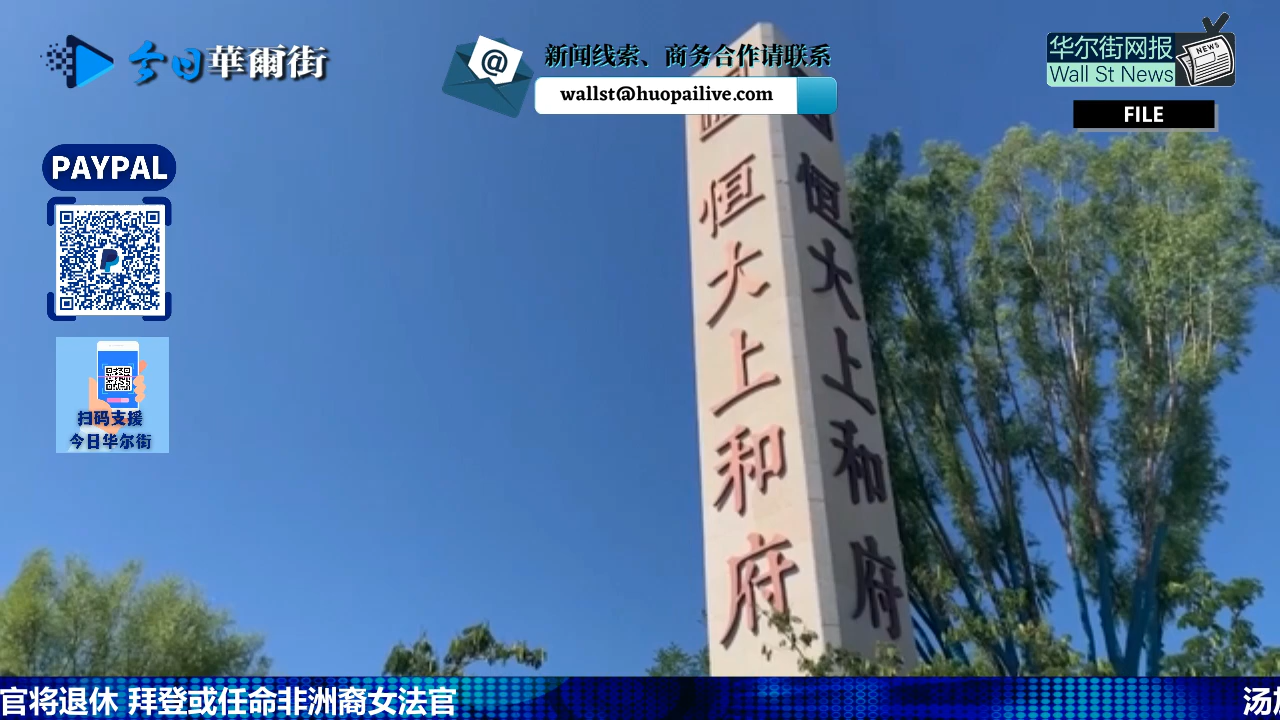 今日華爾街
新闻线索、商务合作请联系
wallst@huopailive.com
华尔街网报
Wall St News
NEWS
FILE
PAYPAL
扫码支援
今日华尔街
恒大上和府
恒大上和府
官将退休 拜登或任命非洲裔女法官